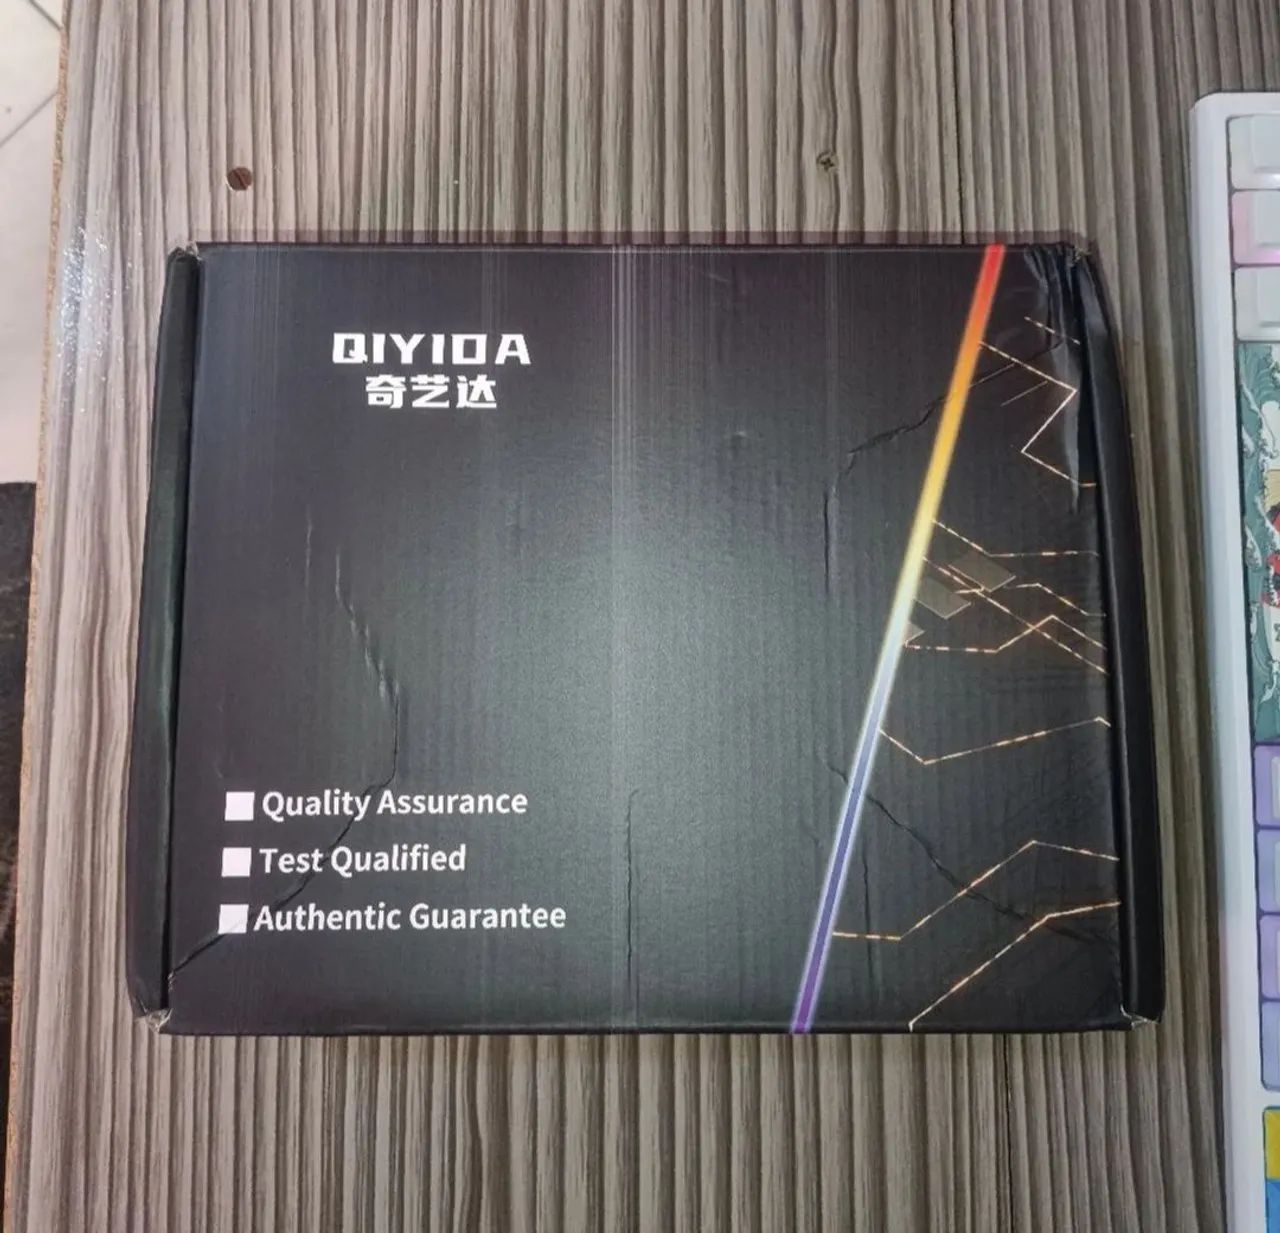 QIYIDA
奇艺达
Quality Assurance
Test Qualified
Authentic Guarantee